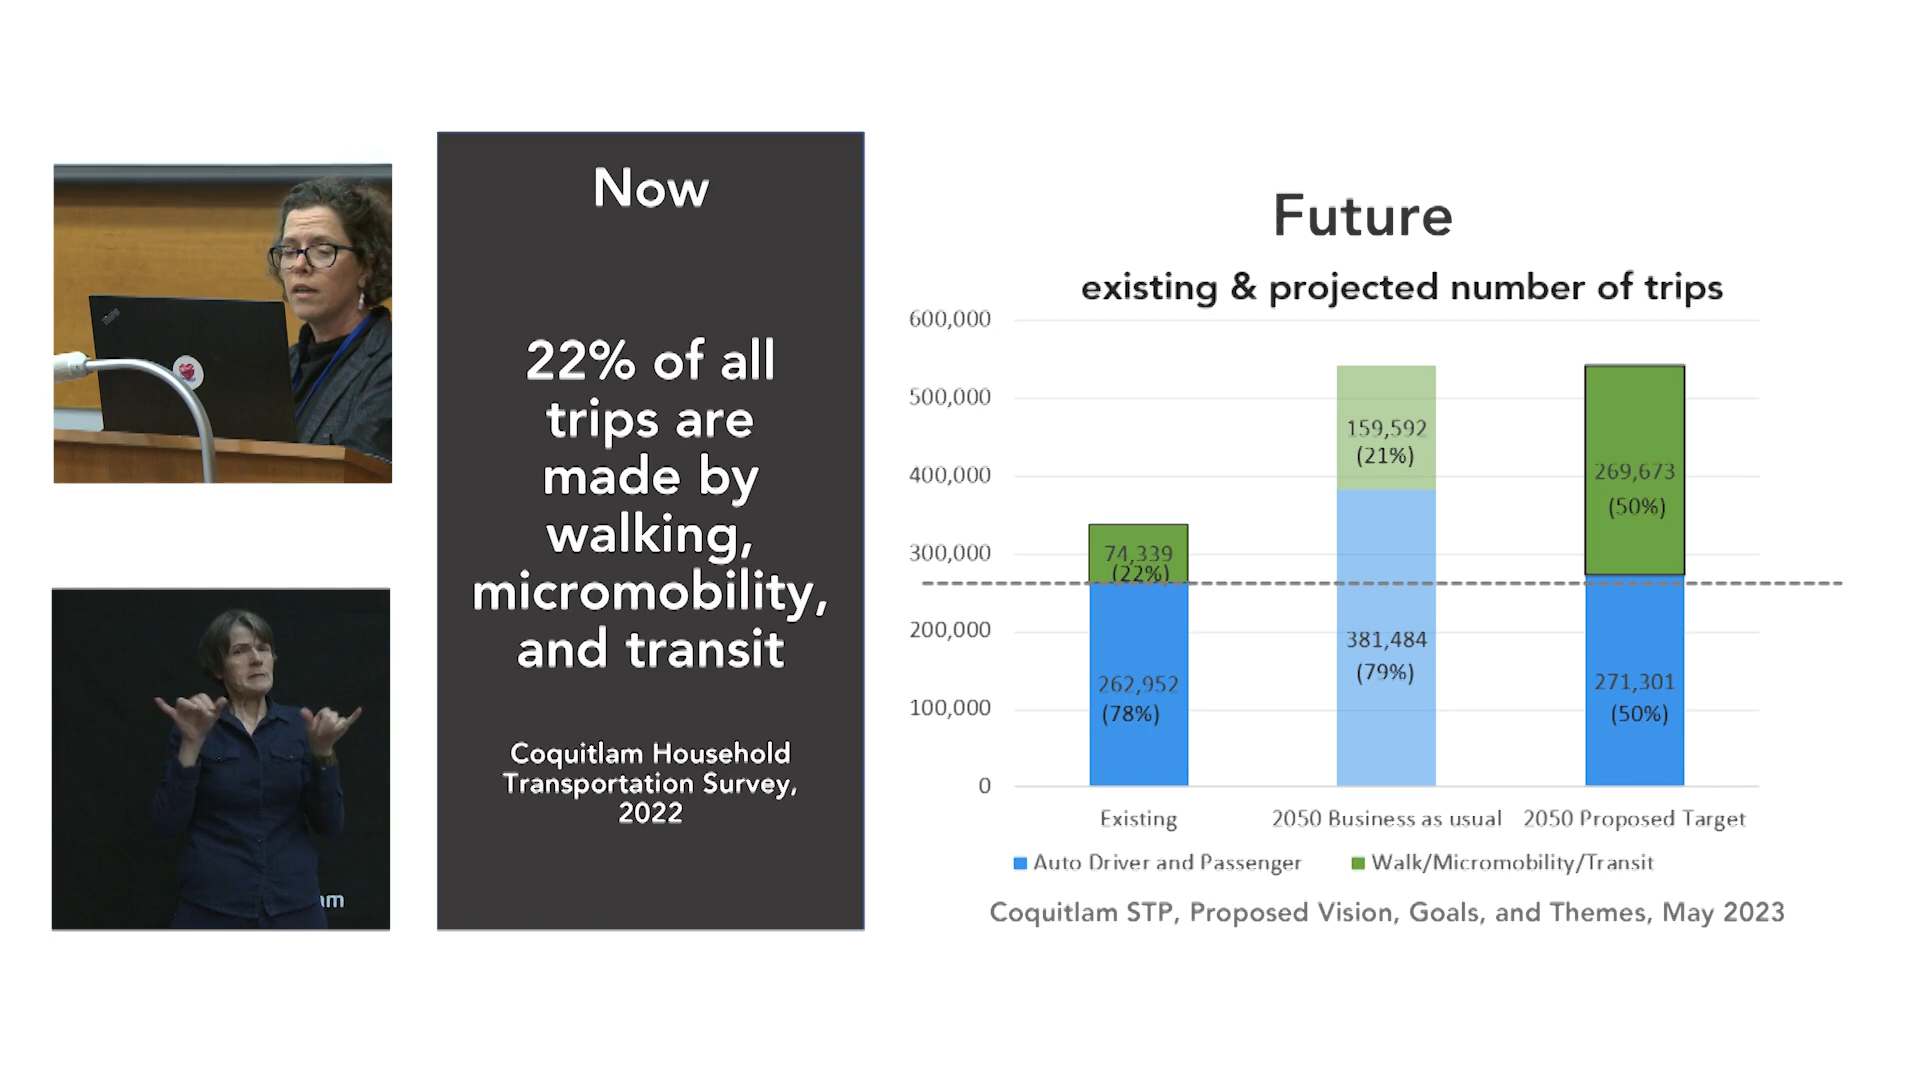 Now
22% of all
trips are
made by
walking,
micromobility,
and transit
Coquitlam Household
Transportation Survey,
2022
Future
existing & projected number of trips
600,000
500,000
400,000
300,000
200,000
100,000
0
74,339
(22%)
262,952
(78%)
159,592
(21%)
381,484
(79%)
269,673
(50%)
271,301
(50%)
Existing
2050 Business as usual
2050 Proposed Target
Auto Driver and Passenger
Walk/Micromobility/Transit
Coquitlam STP, Proposed Vision, Goals, and Themes, May 2023